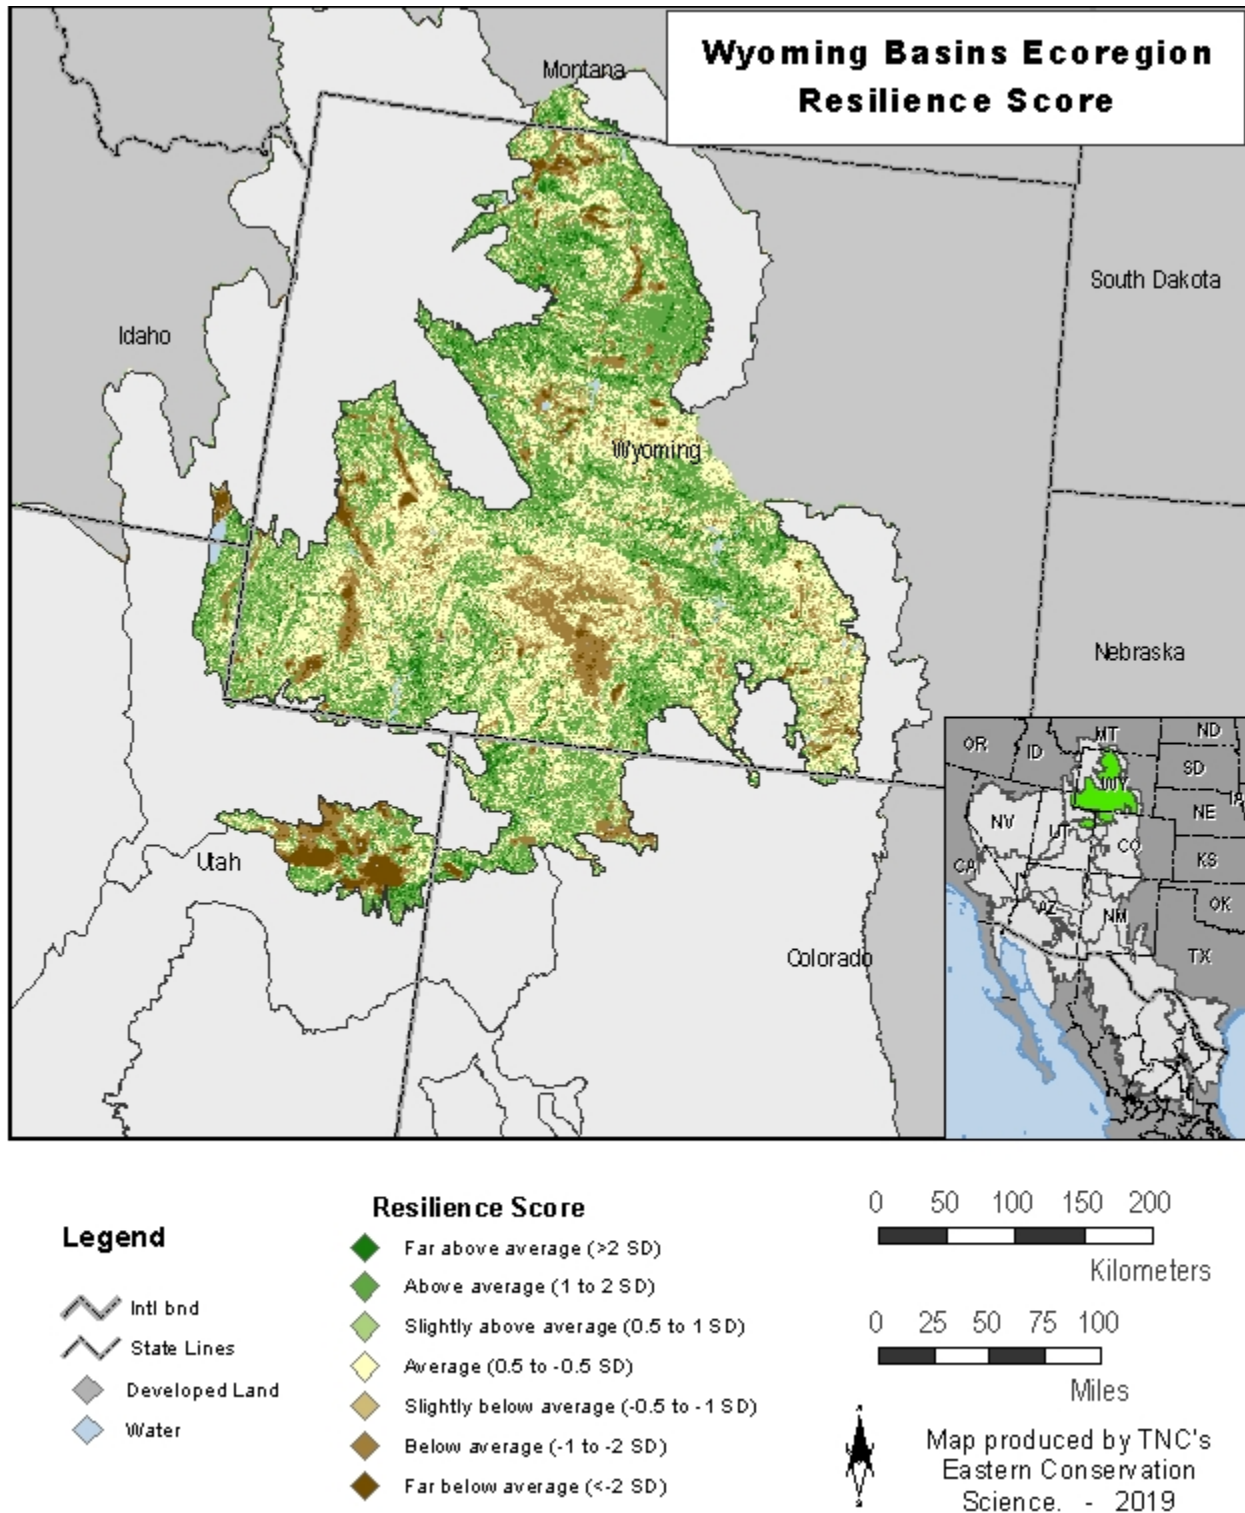 Wyoming Basins Ecoregion
Resilience Score
Montana
South Dakota
Idaho
Wyoming
Nebraska
Utah
Colorado
OR
ID
MT
ND
SD
WY
IA
NE
NV
UT
CO
KS
CA
AZ
NM
OK
TX
Legend
Intl bnd
State Lines
Developed Land
Water
Resilience Score
Far above average (>2 SD)
Above average (1 to 2 SD)
Slightly above average (0.5 to 1 SD)
Average (0.5 to -0.5 SD)
Slightly below average (-0.5 to -1 SD)
Below average (-1 to -2 SD)
Far below average (<-2 SD)
0 50 100 150 200
Kilometers
0 25 50 75 100
Miles
Map produced by TNC's
Eastern Conservation
Science. - 2019